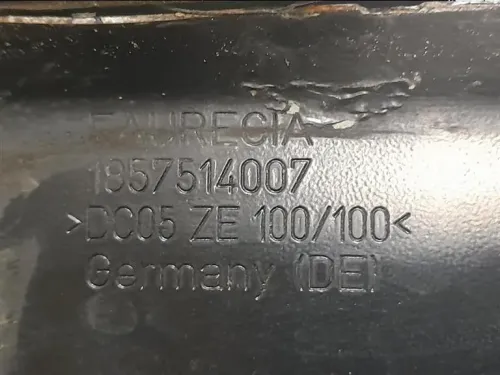 FAURECIA
1857514007
>DC05 ZE 100/100<
Germany (DE)